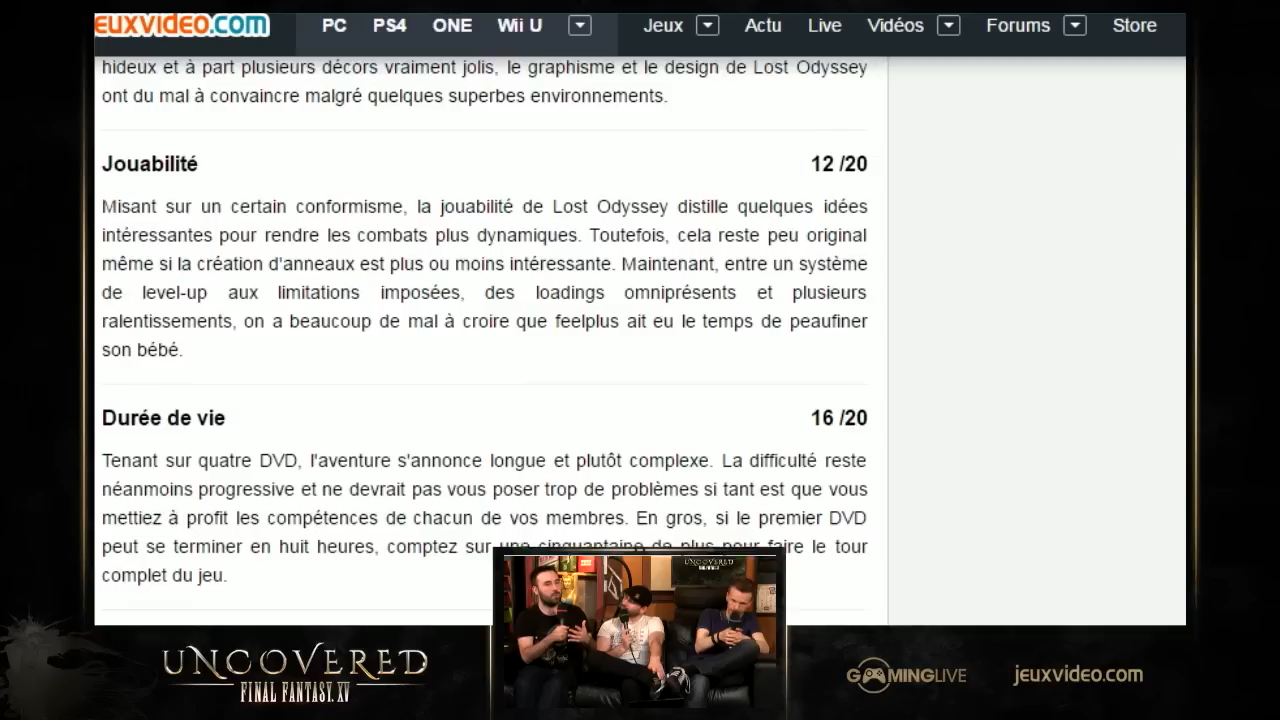 euxvideo.com PC PS4 ONE Wii U Jeux Actu Live Vidéos Forums Store
hideux et à part plusieurs décors vraiment jolis, le graphisme et le design de Lost Odyssey
ont du mal à convaincre malgré quelques superbes environnements.
Jouabilité 12 /20
Misant sur un certain conformisme, la jouabilité de Lost Odyssey distille quelques idées
intéressantes pour rendre les combats plus dynamiques. Toutefois, cela reste peu original
même si la création d'anneaux est plus ou moins intéressante. Maintenant, entre un système
de level-up aux limitations imposées, des loadings omniprésents et plusieurs
ralentissements, on a beaucoup de mal à croire que feelplus ait eu le temps de peaufiner
son bébé.
Durée de vie 16 /20
Tenant sur quatre DVD, l'aventure s'annonce longue et plutôt complexe. La difficulté reste
néanmoins progressive et ne devrait pas vous poser trop de problèmes si tant est que vous
mettiez à profit les compétences de chacun de vos membres. En gros, si le premier DVD
peut se terminer en huit heures, comptez sur une cinquantaine de plus pour faire le tour
complet du jeu.
UNCOVERED
UNCOVERED
FINAL FANTASY XV
GAMINGLIVE
jeuxvideo.com